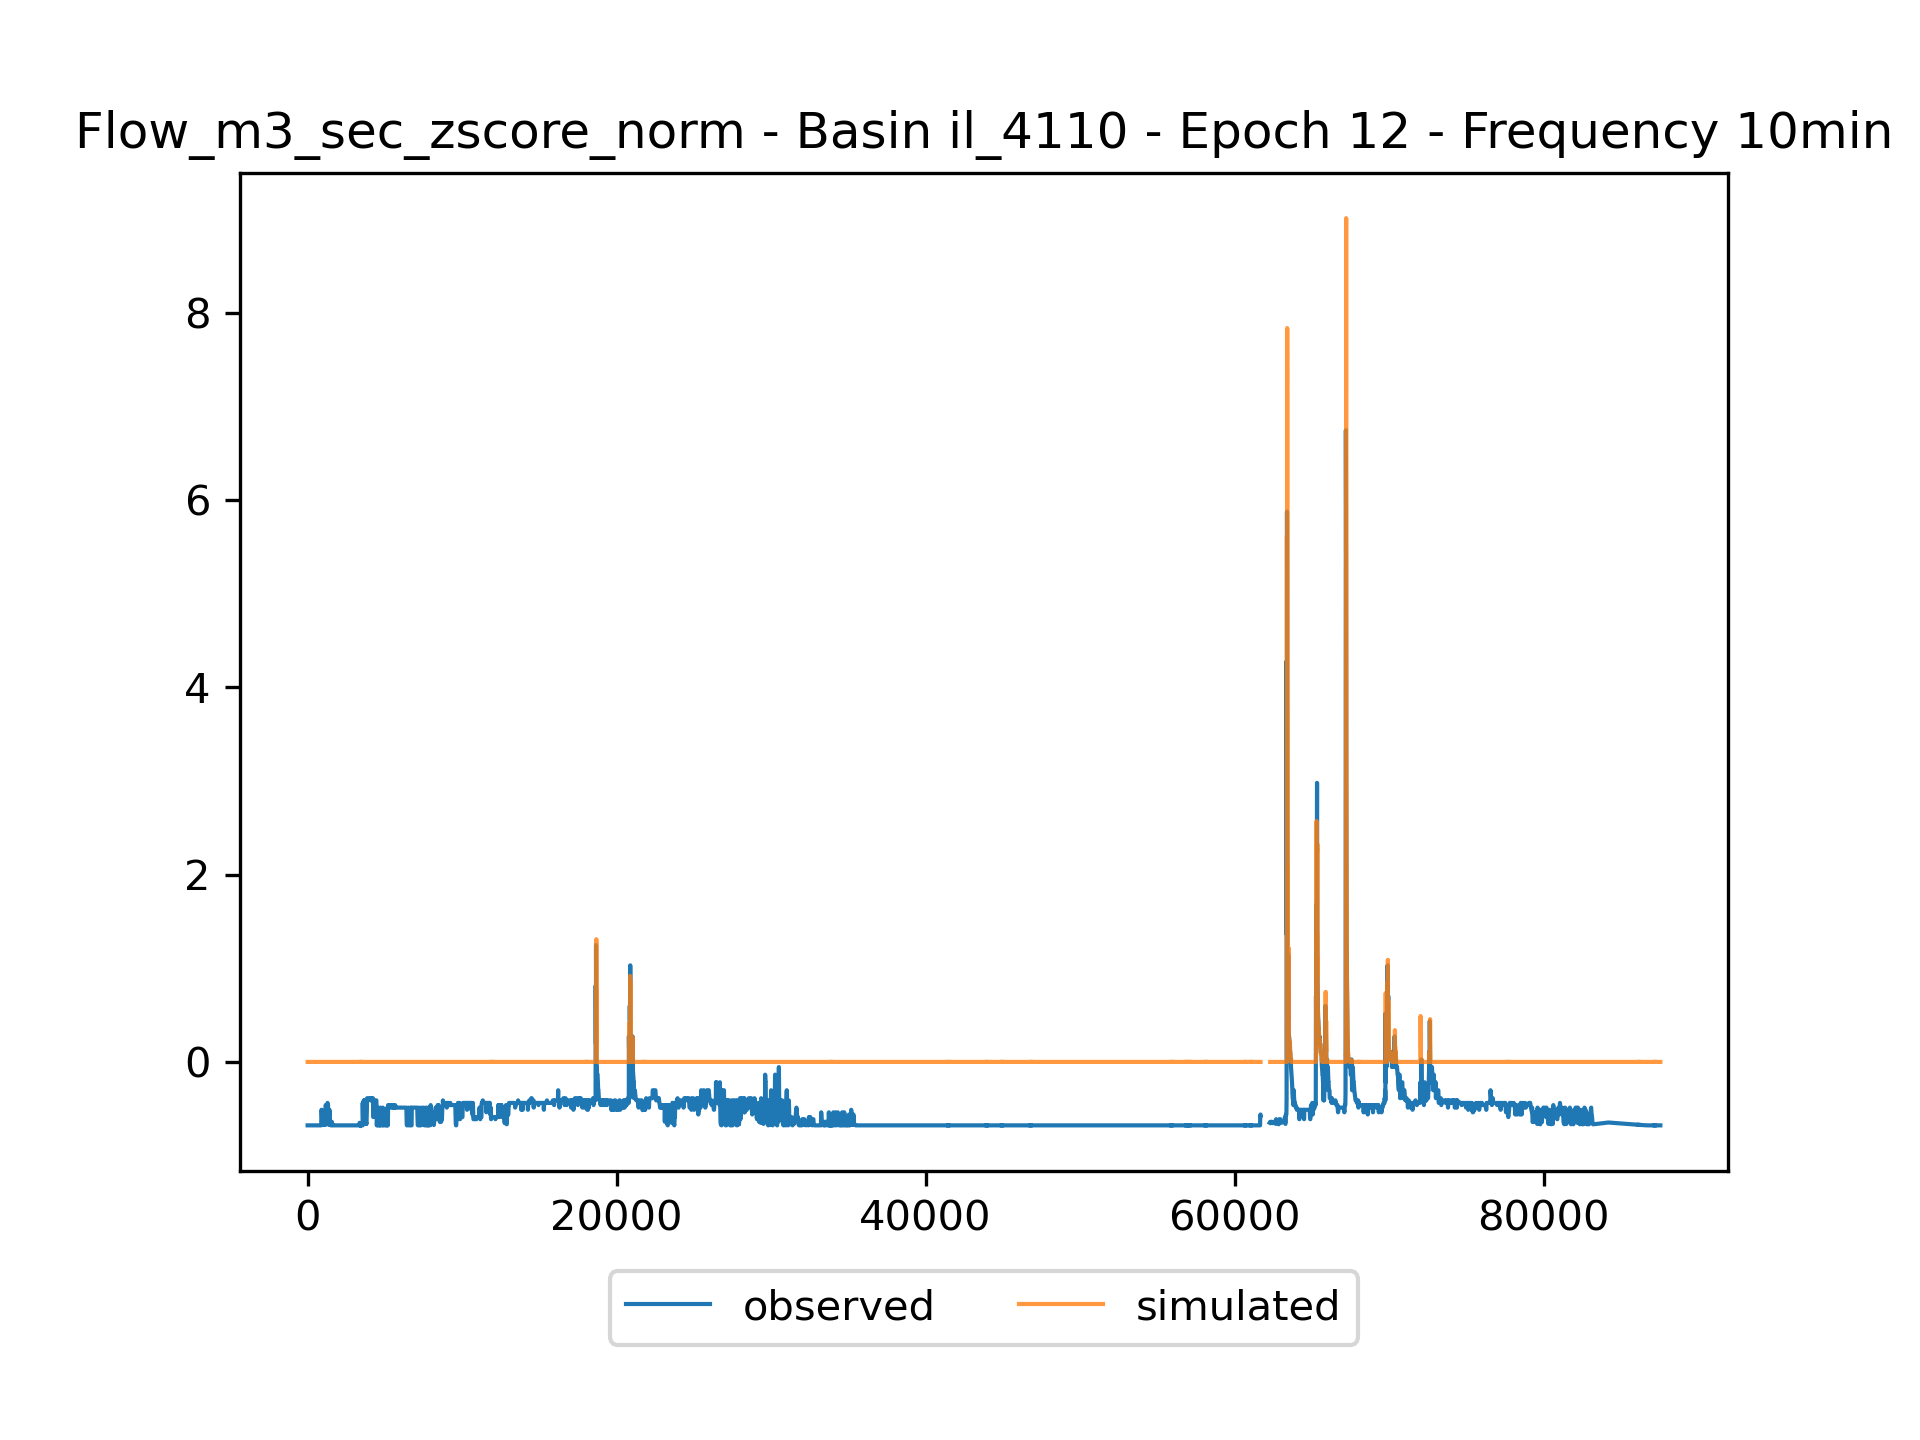 Flow_m3_sec_zscore_norm - Basin il_4110 - Epoch 12 - Frequency 10min
8
6
4
2
0
0 20000 40000 60000 80000
observed simulated